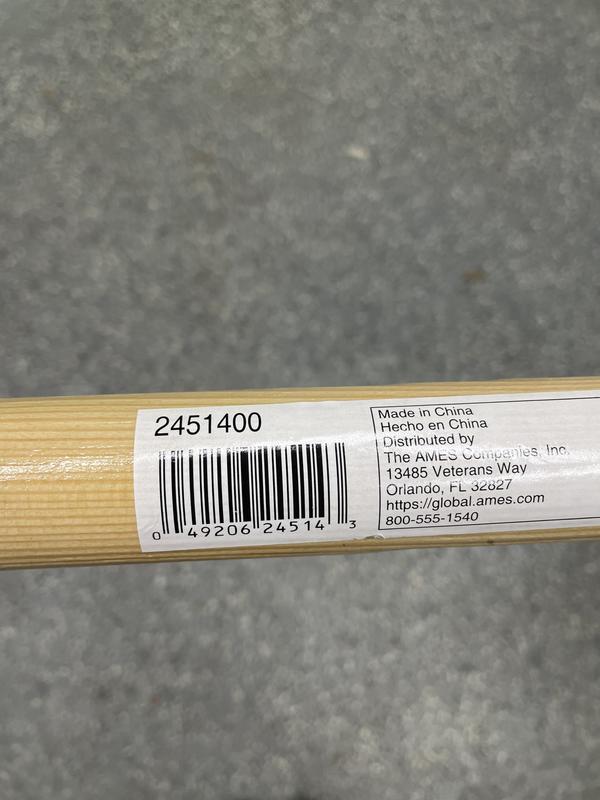 2451400
0 49206 24514 3
Made in China
Hecho en China
Distributed by
The AMES Companies, Inc.
13485 Veterans Way
Orlando, FL 32827
https://global.ames.com
800-555-1540